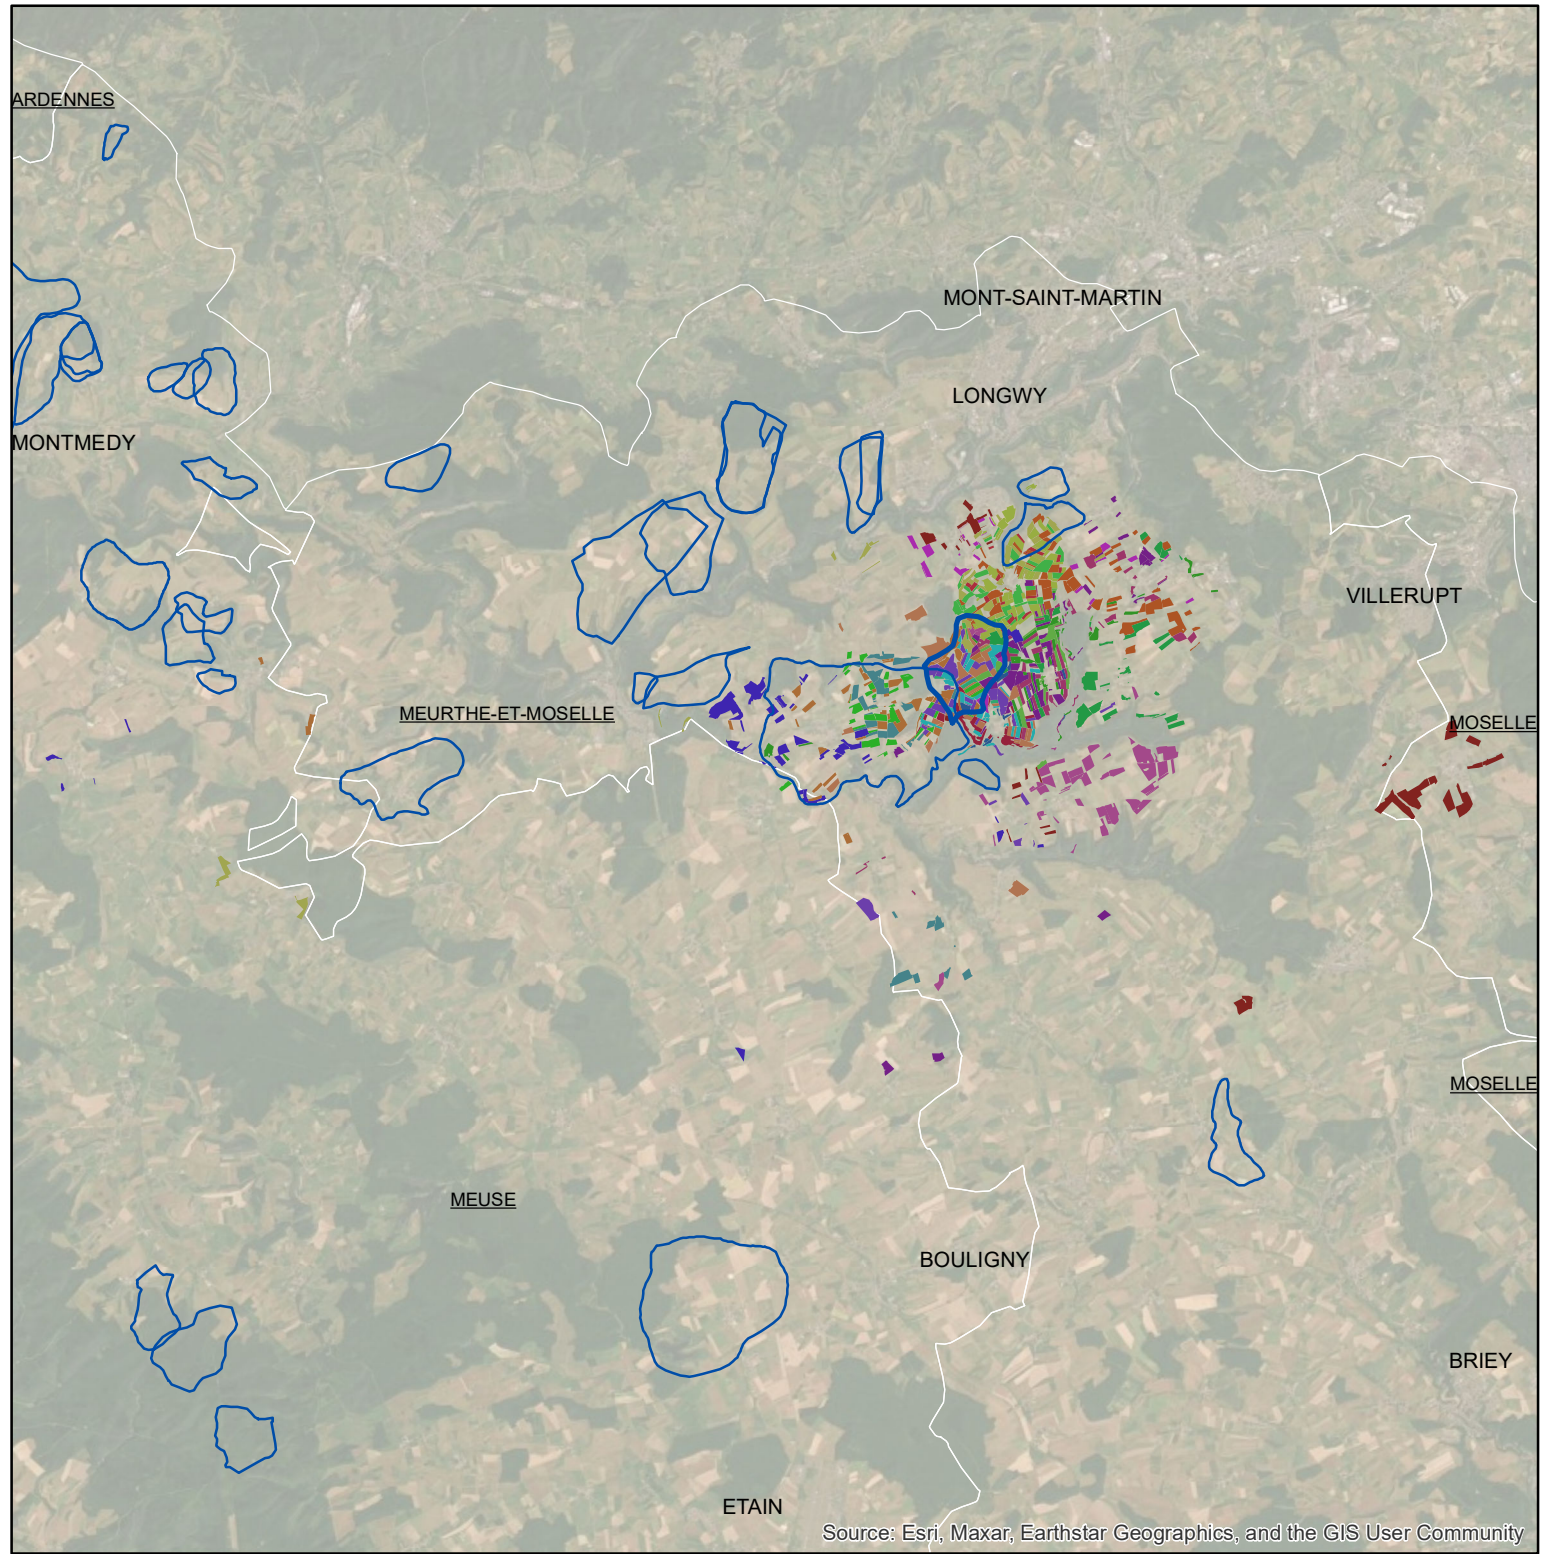 ARDENNES
MONT-SAINT-MARTIN
LONGWY
MONTMEDY
VILLERUPT
MEURTHE-ET-MOSELLE
MOSELLE
MOSELLE
MEUSE
BOULIGNY
BRIEY
ETAIN
Source: Esri, Maxar, Earthstar Geographics, and the GIS User Community